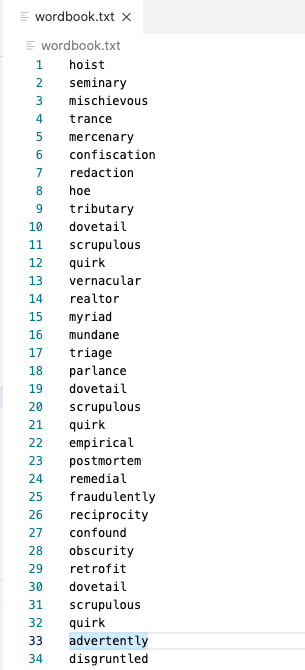 wordbook.txt ×
wordbook.txt
1 hoist
2 seminary
3 mischievous
4 trance
5 mercenary
6 confiscation
7 redaction
8 hoe
9 tributary
10 dovetail
11 scrupulous
12 quirk
13 vernacular
14 realtor
15 myriad
16 mundane
17 triage
18 parlance
19 dovetail
20 scrupulous
21 quirk
22 empirical
23 postmortem
24 remedial
25 fraudulently
26 reciprocity
27 confound
28 obscurity
29 retrofit
30 dovetail
31 scrupulous
32 quirk
33 advertently
34 disgruntled